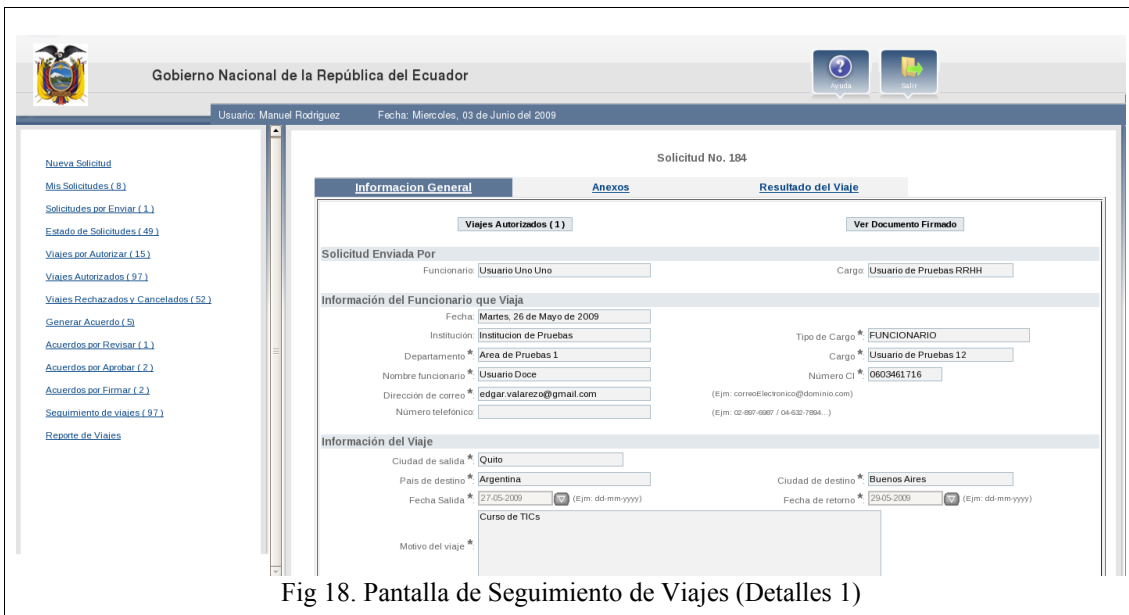 Gobierno Nacional de la República del Ecuador
Ayuda
Salir
Usuario: Manuel Rodriguez Fecha: Miercoles, 03 de Junio del 2009
Nueva Solicitud
Mis Solicitudes ( 8 )
Solicitudes por Enviar ( 1 )
Estado de Solicitudes ( 49 )
Viajes por Autorizar ( 15 )
Viajes Autorizados ( 97 )
Viajes Rechazados y Cancelados ( 52 )
Generar Acuerdo ( 5)
Acuerdos por Revisar ( 1 )
Acuerdos por Aprobar ( 2 )
Acuerdos por Firmar ( 2 )
Seguimiento de viajes ( 97 )
Reporte de Viajes
Solicitud No. 184
Informacion General Anexos Resultado del Viaje
Viajes Autorizados ( 1 ) Ver Documento Firmado
Solicitud Enviada Por
Funcionario: Usuario Uno Uno Cargo: Usuario de Pruebas RRHH
Información del Funcionario que Viaja
Fecha: Martes, 26 de Mayo de 2009
Institución: Institucion de Pruebas Tipo de Cargo *: FUNCIONARIO
Departamento *: Area de Pruebas 1 Cargo *: Usuario de Pruebas 12
Nombre funcionario *: Usuario Doce Número CI *: 0603461716
Dirección de correo *: edgar.valarezo@gmail.com (Ejm: correoElectronico@dominio.com)
Número telefónico: (Ejm: 02-897-6987 / 04-632-7894...)
Información del Viaje
Ciudad de salida *: Quito
Pais de destino *: Argentina Ciudad de destino *: Buenos Aires
Fecha Salida *: 27-05-2009 (Ejm: dd-mm-yyyy) Fecha de retorno *: 29-05-2009 (Ejm: dd-mm-yyyy)
Motivo del viaje *: Curso de TICs
Fig 18. Pantalla de Seguimiento de Viajes (Detalles 1)